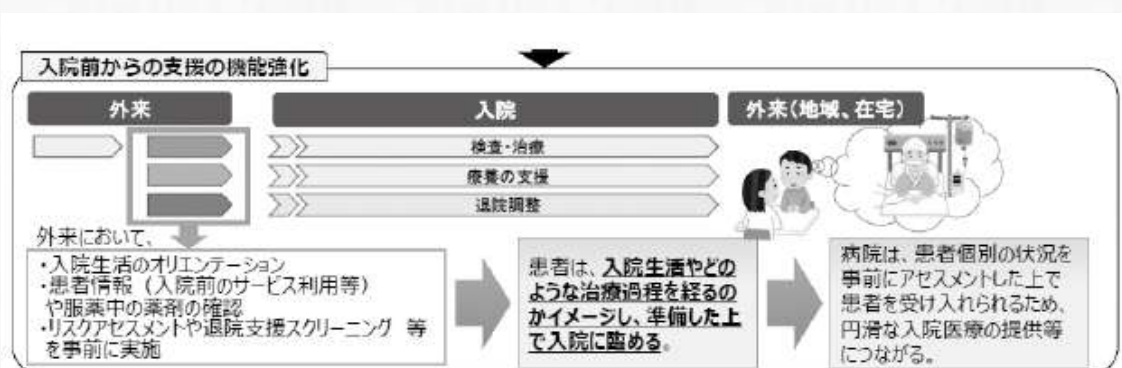 入院前からの支援の機能強化
外来
入院
外来(地域、在宅)
検査・治療
療養の支援
退院調整
外来において、
・入院生活のオリエンテーション
・患者情報（入院前のサービス利用等）
や服薬中の薬剤の確認
・リスクアセスメントや退院支援スクリーニング 等
を事前に実施
患者は、入院生活やどの
ような治療過程を経るの
かイメージし、準備した上
で入院に臨める。
病院は、患者個別の状況を
事前にアセスメントした上で
患者を受け入れられるため、
円滑な入院医療の提供等
につながる。